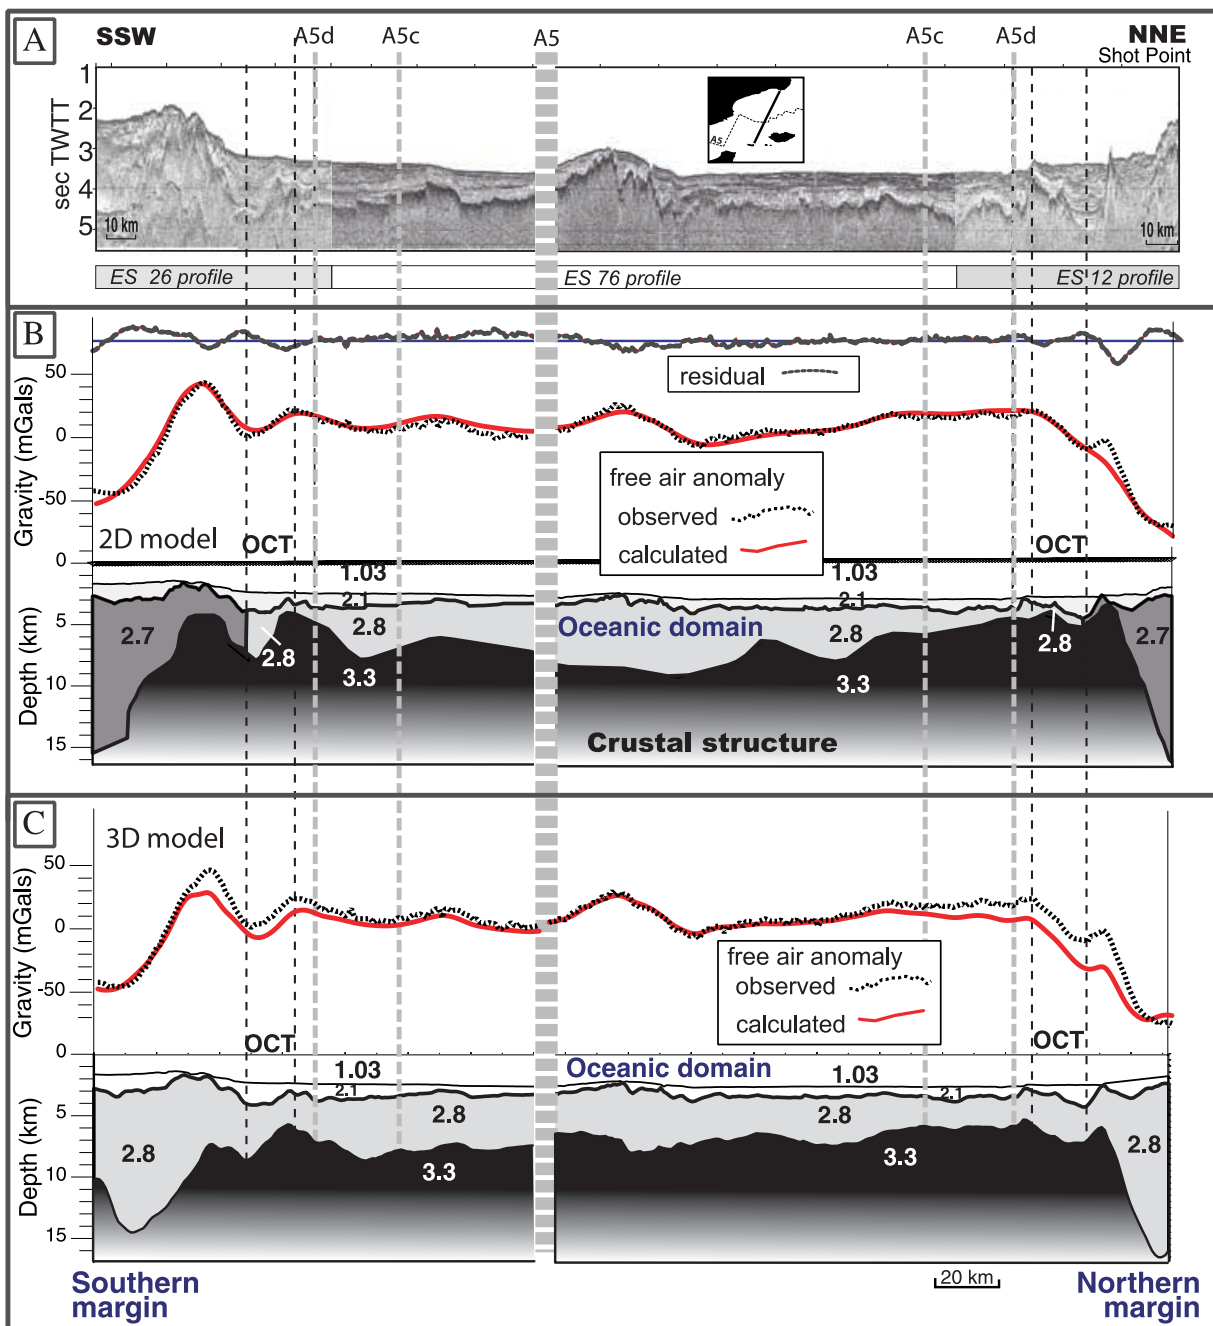 A
SSW
A5d
A5c
A5
A5c
A5d
NNE
Shot Point
1
2
3
4
5
sec TWTT
A5
10 km
10 km
ES 26 profile
ES 76 profile
ES 12 profile
B
residual
50
0
-50
Gravity (mGals)
free air anomaly
observed
calculated
2D model
OCT
OCT
0
5
10
15
Depth (km)
1.03
1.03
2.1
2.1
2.7
2.8
2.8
Oceanic domain
2.8
2.8
2.7
3.3
3.3
Crustal structure
C
3D model
50
0
-50
Gravity (mGals)
free air anomaly
observed
calculated
OCT
OCT
0
5
10
15
Depth (km)
Oceanic domain
1.03
1.03
2.1
2.1
2.8
2.8
2.8
2.8
3.3
3.3
Southern
margin
20 km
Northern
margin